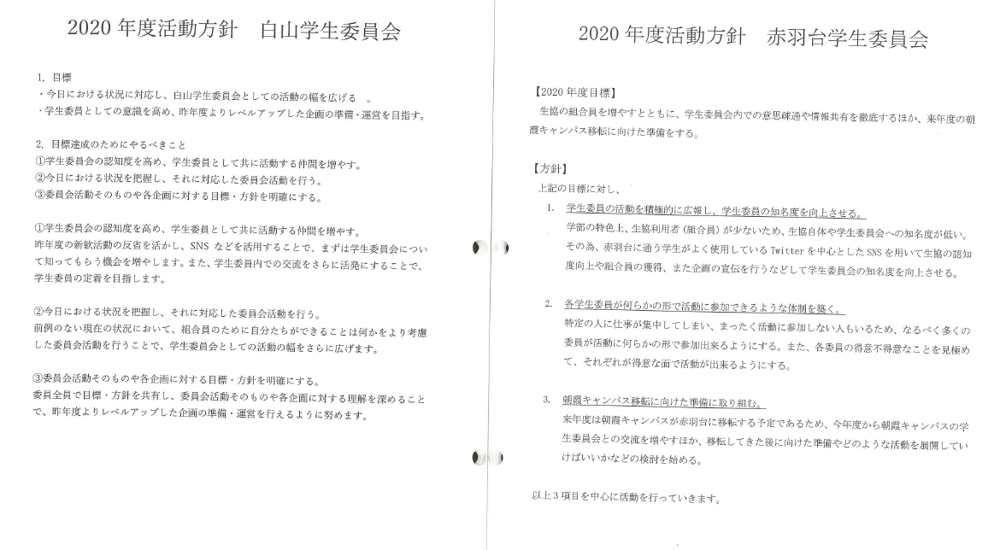 2020 年度活動方針　白山学生委員会
1. 目標
・今日における状況に対応し、白山学生委員会としての活動の幅を広げる　。
・学生委員としての意識を高め、昨年度よりレベルアップした企画の準備・運営を目指す。
2. 目標達成のためにやるべきこと
①学生委員会の認知度を高め、学生委員として共に活動する仲間を増やす。
②今日における状況を把握し、それに対応した委員会活動を行う。
③委員会活動そのものや各企画に対する目標・方針を明確にする。
①学生委員会の認知度を高め、学生委員として共に活動する仲間を増やす。
昨年度の新歓活動の反省を活かし、SNS などを活用することで、まずは学生委員会につい
て知ってもらう機会を増やします。また、学生委員内での交流をさらに活発にすることで、
学生委員の定着を目指します。
②今日における状況を把握し、それに対応した委員会活動を行う。
前例のない現在の状況において、組合員のために自分たちができることは何かをより考慮
した委員会活動を行うことで、学生委員会としての活動の幅をさらに広げます。
③委員会活動そのものや各企画に対する目標・方針を明確にする。
委員全員で目標・方針を共有し、委員会活動そのものや各企画に対する理解を深めること
で、昨年度よりレベルアップした企画の準備・運営を行えるように努めます。
2020 年度活動方針　赤羽台学生委員会
【2020 年度目標】
生協の組合員を増やすとともに、学生委員会内での意思疎通や情報共有を徹底するほか、来年度の朝
霞キャンパス移転に向けた準備をする。
【方針】
上記の目標に対し、
1. 学生委員の活動を積極的に広報し、学生委員の知名度を向上させる。
学部の特色上、生協利用者（組合員）が少ないため、生協自体や学生委員会への知名度が低い。
その為、赤羽台に通う学生がよく使用している Twitter を中心とした SNS を用いて生協の認知
度向上や組合員の獲得、また企画の宣伝を行うなどして学生委員会の知名度を向上させる。
2. 各学生委員が何らかの形で活動に参加できるような体制を築く。
特定の人に仕事が集中してしまい、まったく活動に参加しない人もいるため、なるべく多くの
委員が活動に何らかの形で参加出来るようにする。また、各委員の得意不得意なことを見極め
て、それぞれが得意な面で活動が出来るようにする。
3. 朝霞キャンパス移転に向けた準備に取り組む。
来年度は朝霞キャンパスが赤羽台に移転する予定であるため、今年度から朝霞キャンパスの学
生委員会との交流を増やすほか、移転してきた後に向けた準備やどのような活動を展開してい
けばいいかなどの検討を始める。
以上 3 項目を中心に活動を行っていきます。